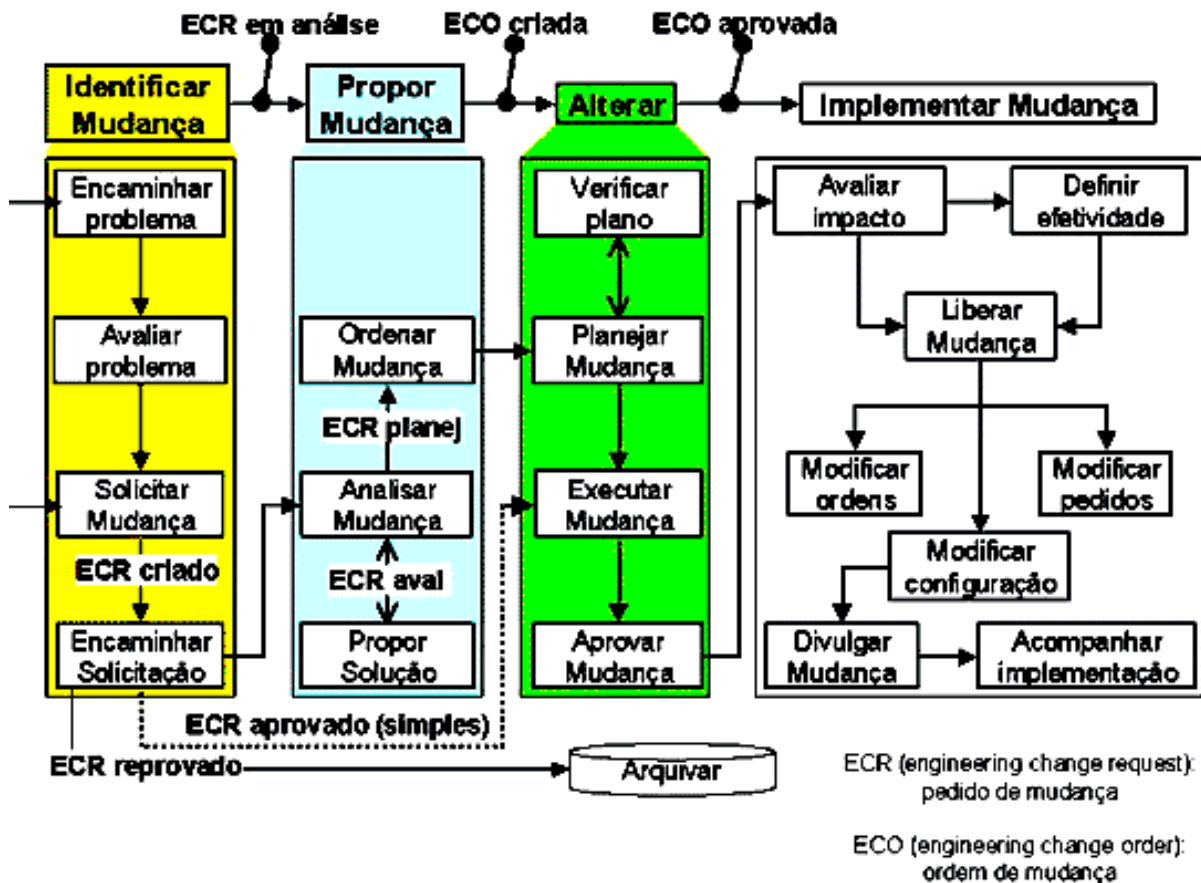 ECR em análise
ECO criada
ECO aprovada
Identificar
Mudança
Propor
Mudança
Alterar
Implementar Mudança
Encaminhar
problema
Avaliar
problema
Solicitar
Mudança
ECR criado
Encaminhar
Solicitação
Ordenar
Mudança
ECR planej
Analisar
Mudança
ECR aval
Propor
Solução
Verificar
plano
Planejar
Mudança
Executar
Mudança
Aprovar
Mudança
Avaliar
impacto
Definir
efetividade
Liberar
Mudança
Modificar
ordens
Modificar
pedidos
Modificar
configuração
Divulgar
Mudança
Acompanhar
implementação
ECR aprovado (simples)
ECR reprovado
Arquivar
ECR (engineering change request):
pedido de mudança
ECO (engineering change order):
ordem de mudança